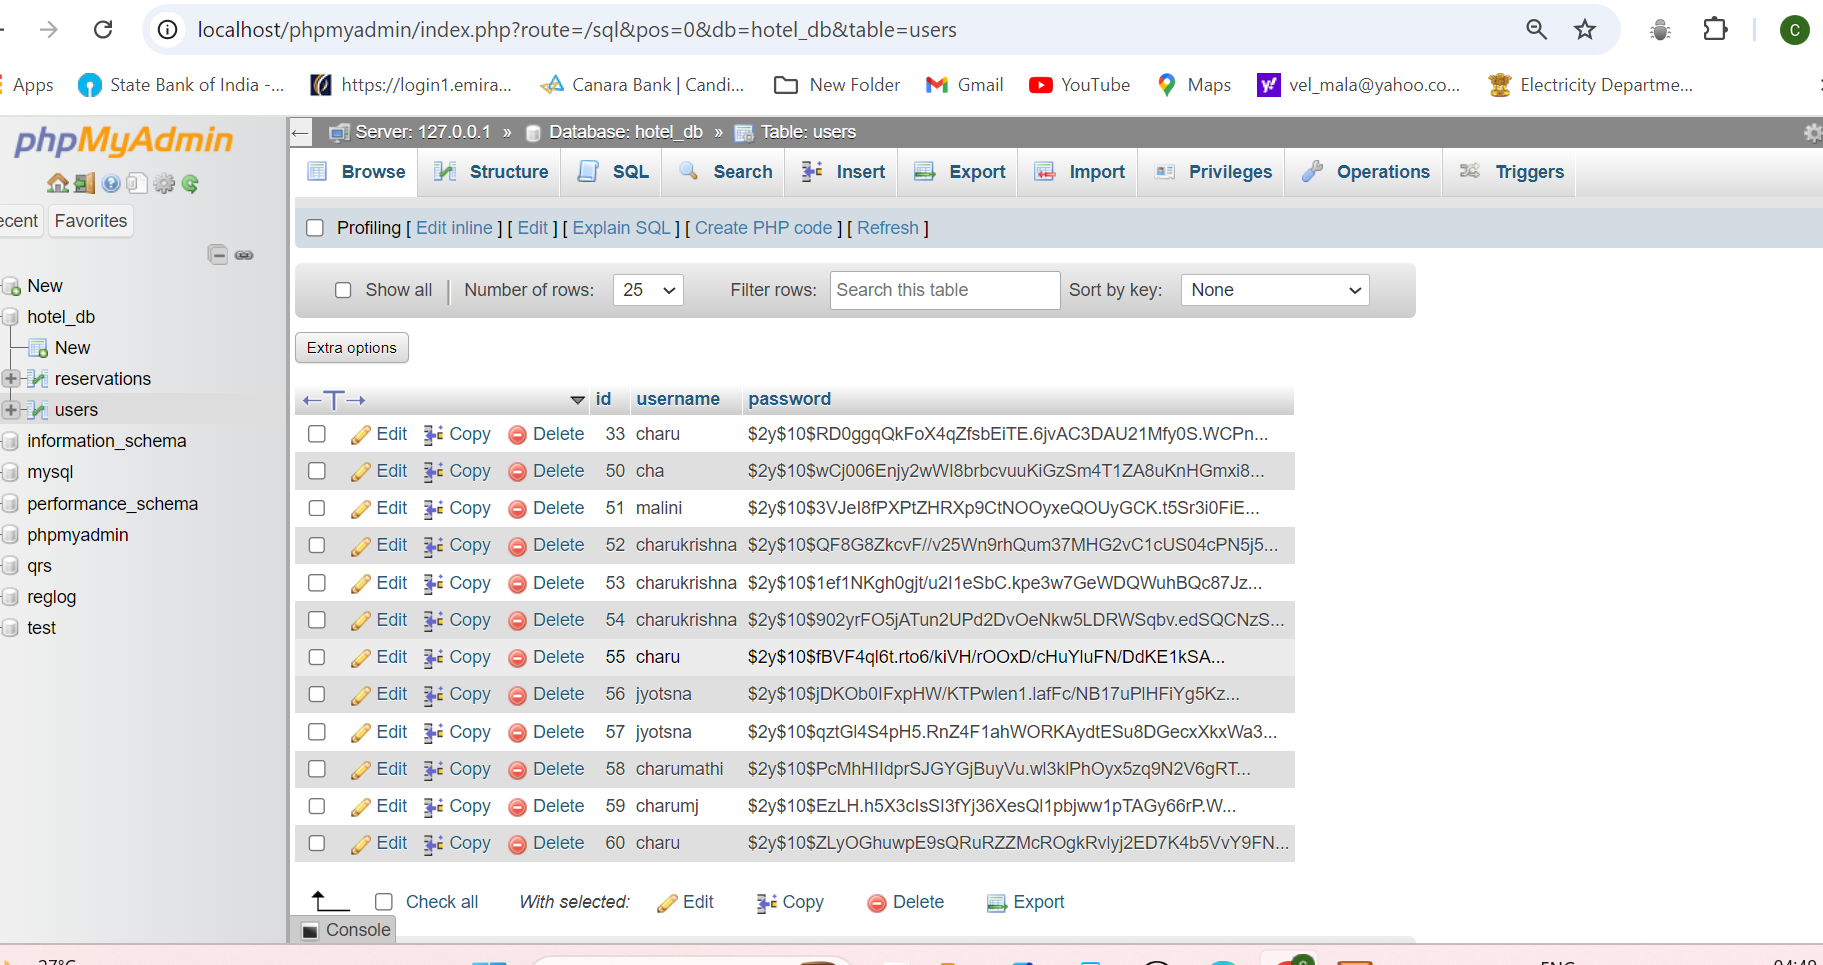 localhost/phpmyadmin/index.php?route=/sql&pos=0&db=hotel_db&table=users
C
Apps
State Bank of India -...
https://login1.emira...
Canara Bank | Candi...
New Folder
Gmail
YouTube
Maps
vel_mala@yahoo.co...
Electricity Departme...
phpMyAdmin
ecent
Favorites
New
hotel_db
New
reservations
users
information_schema
mysql
performance_schema
phpmyadmin
qrs
reglog
test
Server: 127.0.0.1 » Database: hotel_db » Table: users
Browse
Structure
SQL
Search
Insert
Export
Import
Privileges
Operations
Triggers
Profiling [ Edit inline ] [ Edit ] [ Explain SQL ] [ Create PHP code ] [ Refresh ]
Show all | Number of rows: 25 Filter rows: Search this table Sort by key: None
Extra options
id username password
Edit Copy Delete 33 charu $2y$10$RD0ggqQkFoX4qZfsbEiTE.6jvAC3DAU21Mfy0S.WCPn...
Edit Copy Delete 50 cha $2y$10$wCj006Enjy2wWI8brbcvuuKiGzSm4T1ZA8uKnHGmxi8...
Edit Copy Delete 51 malini $2y$10$3VJeI8fPXPtZHRXp9CtNOOyxeQOUyGCK.t5Sr3i0FiE...
Edit Copy Delete 52 charukrishna $2y$10$QF8G8ZkcvF//v25Wn9rhQum37MHG2vC1cUS04cPN5j5...
Edit Copy Delete 53 charukrishna $2y$10$1ef1NKgh0gjt/u2I1eSbC.kpe3w7GeWDQWuhBQc87Jz...
Edit Copy Delete 54 charukrishna $2y$10$902yrFO5jATun2UPd2DvOeNkw5LDRWSqbv.edSQCNzS...
Edit Copy Delete 55 charu $2y$10$fBVF4ql6t.rto6/kiVH/rOOxD/cHuYluFN/DdKE1kSA...
Edit Copy Delete 56 jyotsna $2y$10$jDKOb0IFxpHW/KTPwlen1.lafFc/NB17uPlHFiYg5Kz...
Edit Copy Delete 57 jyotsna $2y$10$qztGl4S4pH5.RnZ4F1ahWORKAydtESu8DGecxXkxWa3...
Edit Copy Delete 58 charumathi $2y$10$PcMhHIIdprSJGYGjBuyVu.wl3klPhOyx5zq9N2V6gRT...
Edit Copy Delete 59 charumj $2y$10$EzLH.h5X3clsSI3fYj36XesQl1pbjww1pTAGy66rP.W...
Edit Copy Delete 60 charu $2y$10$ZLyOGhuwpE9sQRuRZZMcROgkRvlyj2ED7K4b5VvY9FN...
Check all With selected: Edit Copy Delete Export
Console